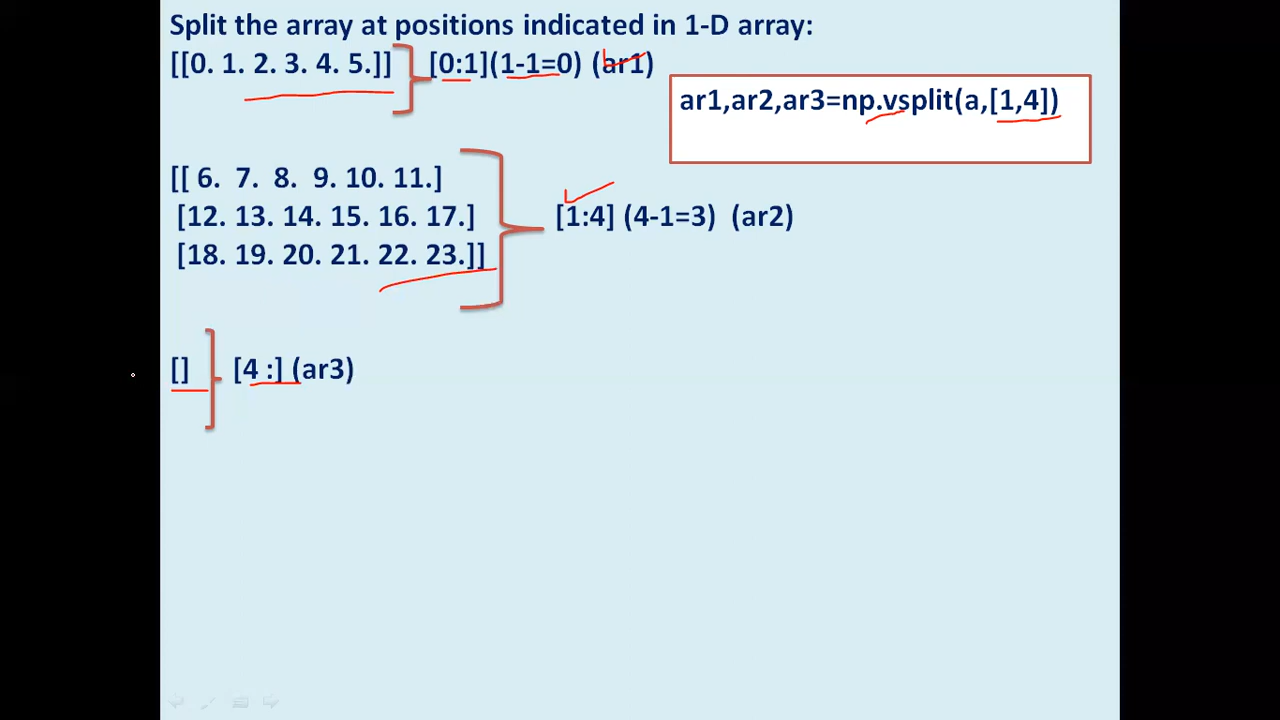 Split the array at positions indicated in 1-D array:
[[0. 1. 2. 3. 4. 5.]] [0:1](1-1=0) (ar1)
ar1,ar2,ar3=np.vsplit(a,[1,4])
[[ 6. 7. 8. 9. 10. 11.]
[12. 13. 14. 15. 16. 17.] [1:4] (4-1=3) (ar2)
[18. 19. 20. 21. 22. 23.]]
[] [4 :] (ar3)